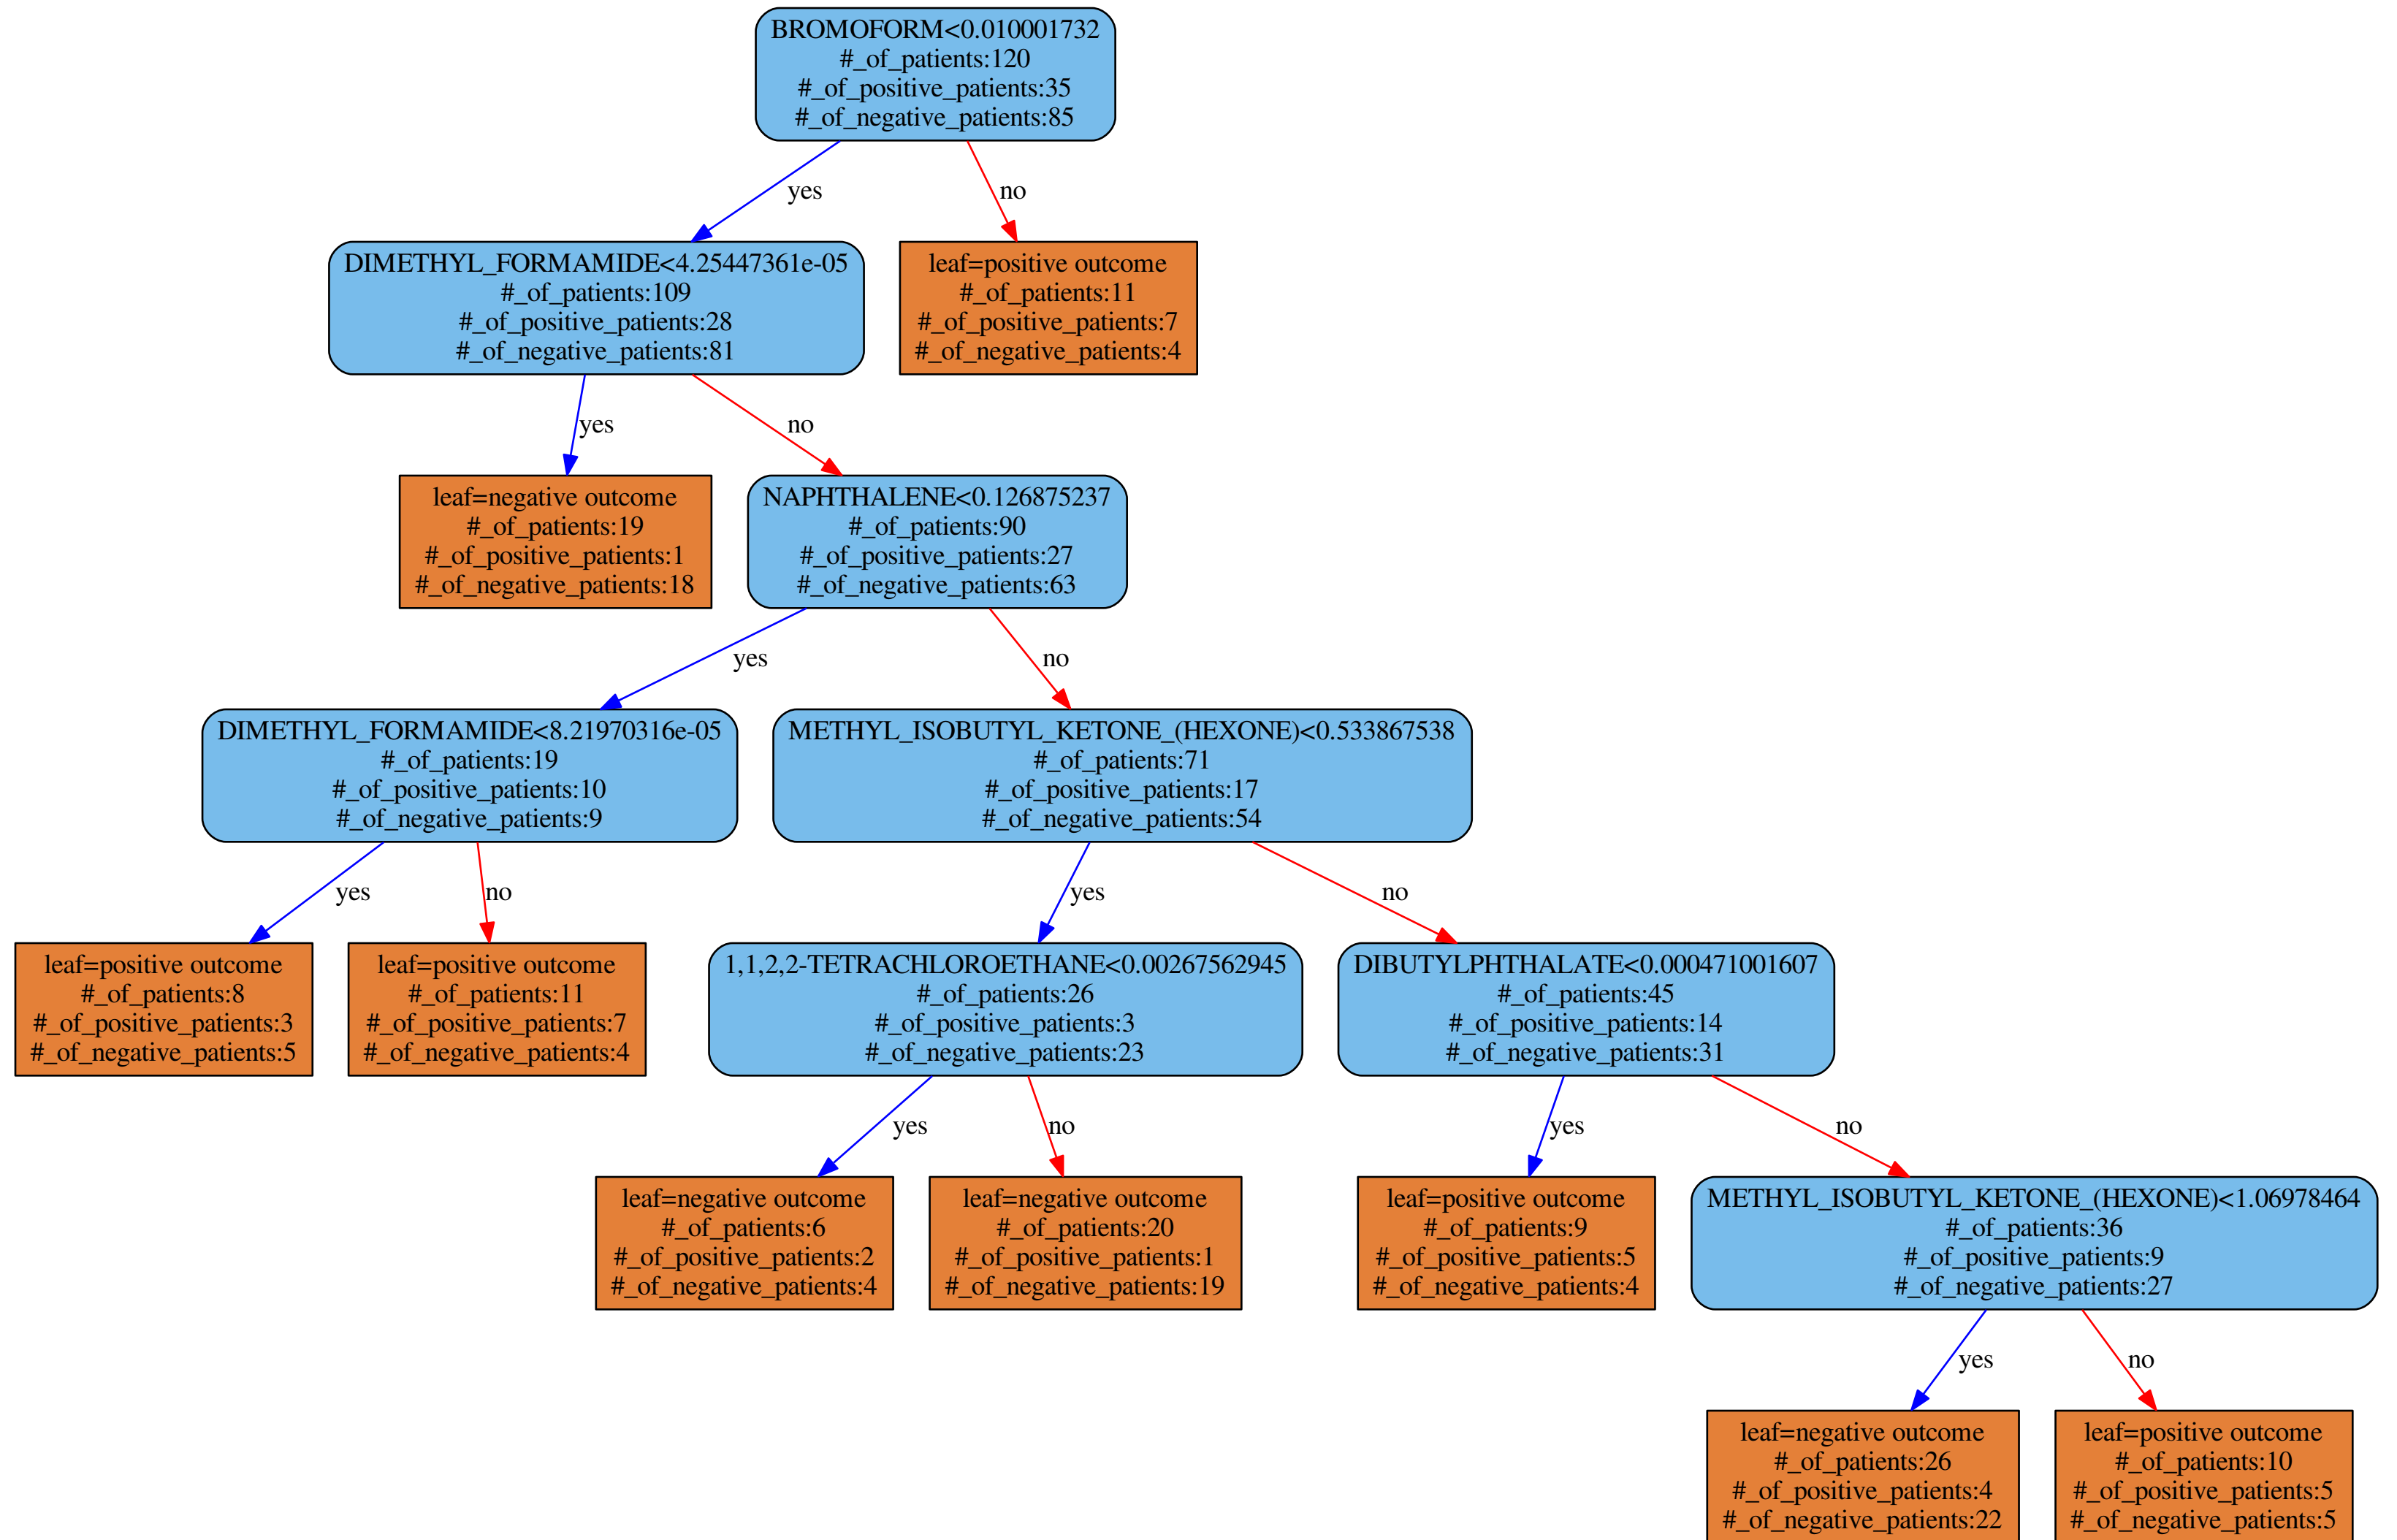 BROMOFORM<0.010001732
#_of_patients:120
#_of_positive_patients:35
#_of_negative_patients:85
yes
no
DIMETHYL_FORMAMIDE<4.25447361e-05
#_of_patients:109
#_of_positive_patients:28
#_of_negative_patients:81
leaf=positive outcome
#_of_patients:11
#_of_positive_patients:7
#_of_negative_patients:4
yes
no
leaf=negative outcome
#_of_patients:19
#_of_positive_patients:1
#_of_negative_patients:18
NAPHTHALENE<0.126875237
#_of_patients:90
#_of_positive_patients:27
#_of_negative_patients:63
yes
no
DIMETHYL_FORMAMIDE<8.21970316e-05
#_of_patients:19
#_of_positive_patients:10
#_of_negative_patients:9
METHYL_ISOBUTYL_KETONE_(HEXONE)<0.533867538
#_of_patients:71
#_of_positive_patients:17
#_of_negative_patients:54
yes
no
yes
no
leaf=positive outcome
#_of_patients:8
#_of_positive_patients:3
#_of_negative_patients:5
leaf=positive outcome
#_of_patients:11
#_of_positive_patients:7
#_of_negative_patients:4
1,1,2,2-TETRACHLOROETHANE<0.00267562945
#_of_patients:26
#_of_positive_patients:3
#_of_negative_patients:23
DIBUTYLPHTHALATE<0.000471001607
#_of_patients:45
#_of_positive_patients:14
#_of_negative_patients:31
yes
no
yes
no
leaf=negative outcome
#_of_patients:6
#_of_positive_patients:2
#_of_negative_patients:4
leaf=negative outcome
#_of_patients:20
#_of_positive_patients:1
#_of_negative_patients:19
leaf=positive outcome
#_of_patients:9
#_of_positive_patients:5
#_of_negative_patients:4
METHYL_ISOBUTYL_KETONE_(HEXONE)<1.06978464
#_of_patients:36
#_of_positive_patients:9
#_of_negative_patients:27
yes
no
leaf=negative outcome
#_of_patients:26
#_of_positive_patients:4
#_of_negative_patients:22
leaf=positive outcome
#_of_patients:10
#_of_positive_patients:5
#_of_negative_patients:5